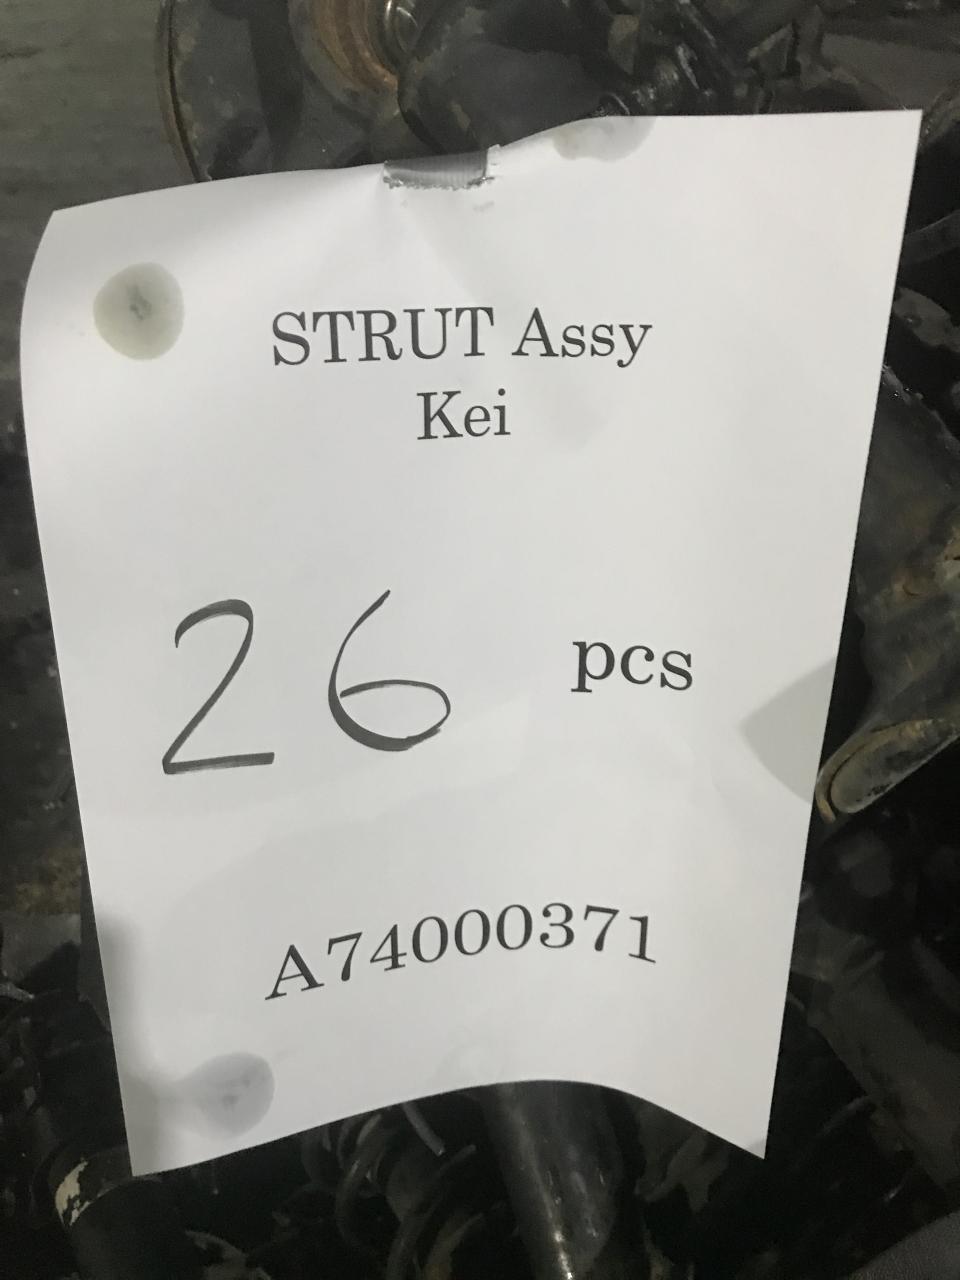 STRUT Assy
Kei
26 pcs
A74000371